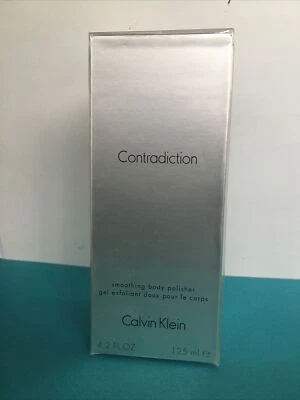 Contradiction
smoothing body polisher
gel exfoliant doux pour le corps
Calvin Klein
4.2 FL OZ 125 ml e